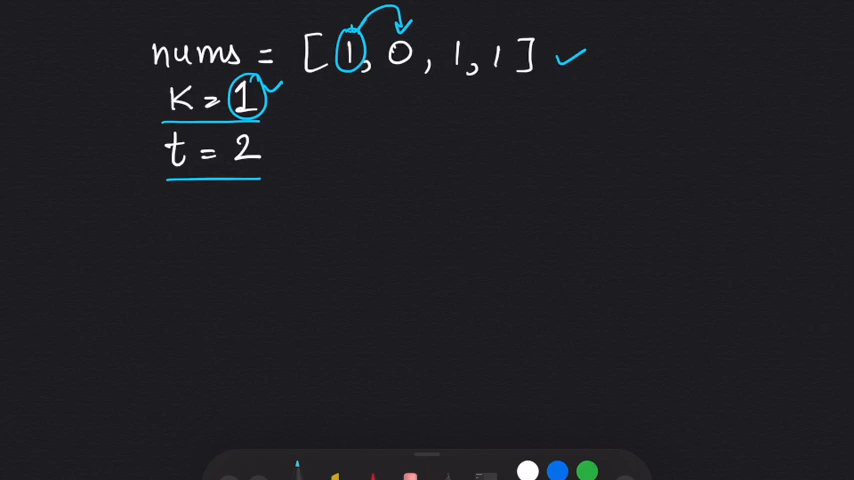 nums = [1, 0, 1, 1]
K = 1
t = 2